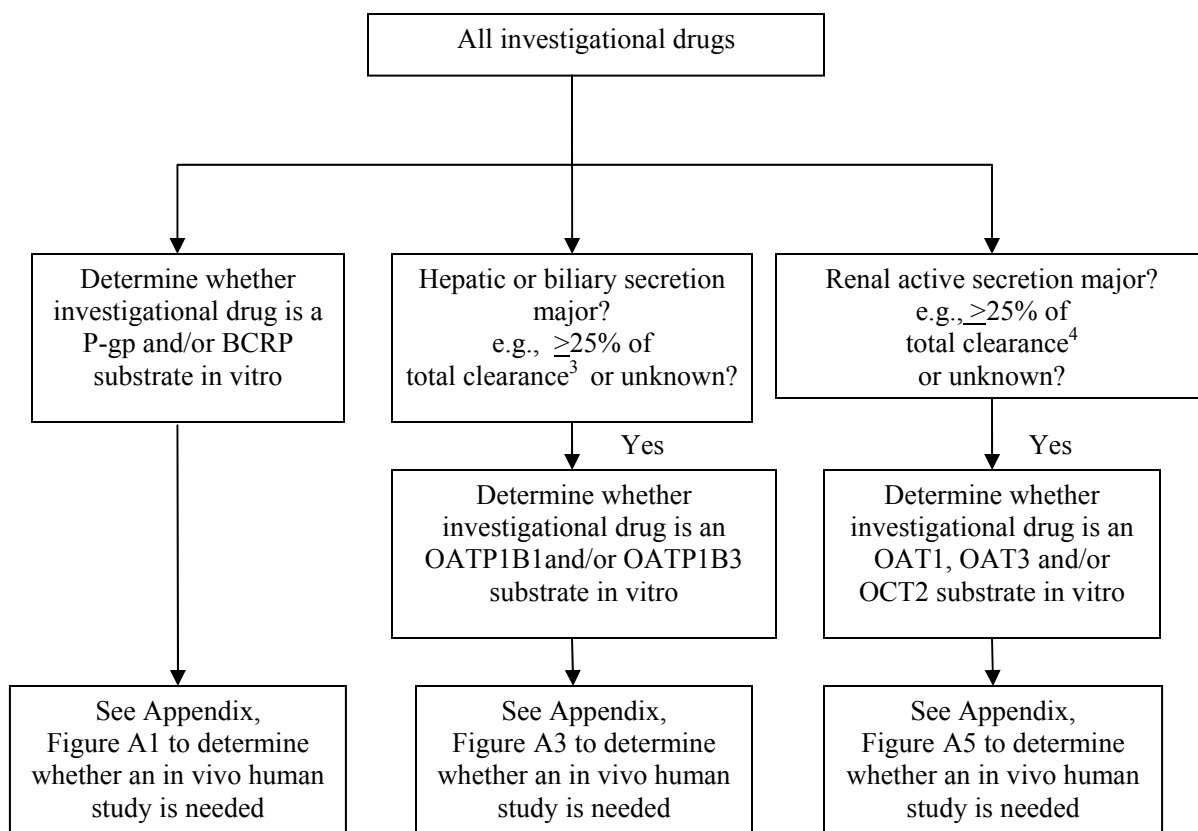 All investigational drugs
Determine whether
investigational drug is a
P-gp and/or BCRP
substrate in vitro
Hepatic or biliary secretion
major?
e.g., ≥25% of
total clearance³ or unknown?
Renal active secretion major?
e.g., ≥25% of
total clearance⁴
or unknown?
Yes
Yes
Determine whether
investigational drug is an
OATP1B1and/or OATP1B3
substrate in vitro
Determine whether
investigational drug is an
OAT1, OAT3 and/or
OCT2 substrate in vitro
See Appendix,
Figure A1 to determine
whether an in vivo human
study is needed
See Appendix,
Figure A3 to determine
whether an in vivo human
study is needed
See Appendix,
Figure A5 to determine
whether an in vivo human
study is needed